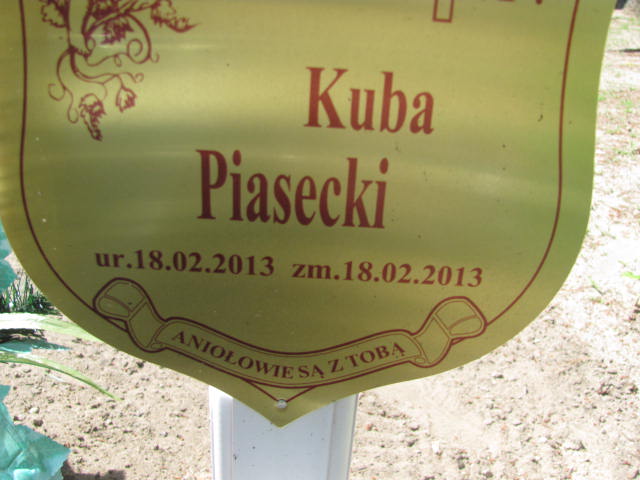 Kuba
Piasecki
ur.18.02.2013 zm.18.02.2013
ANIOŁOWIE SĄ Z TOBĄ